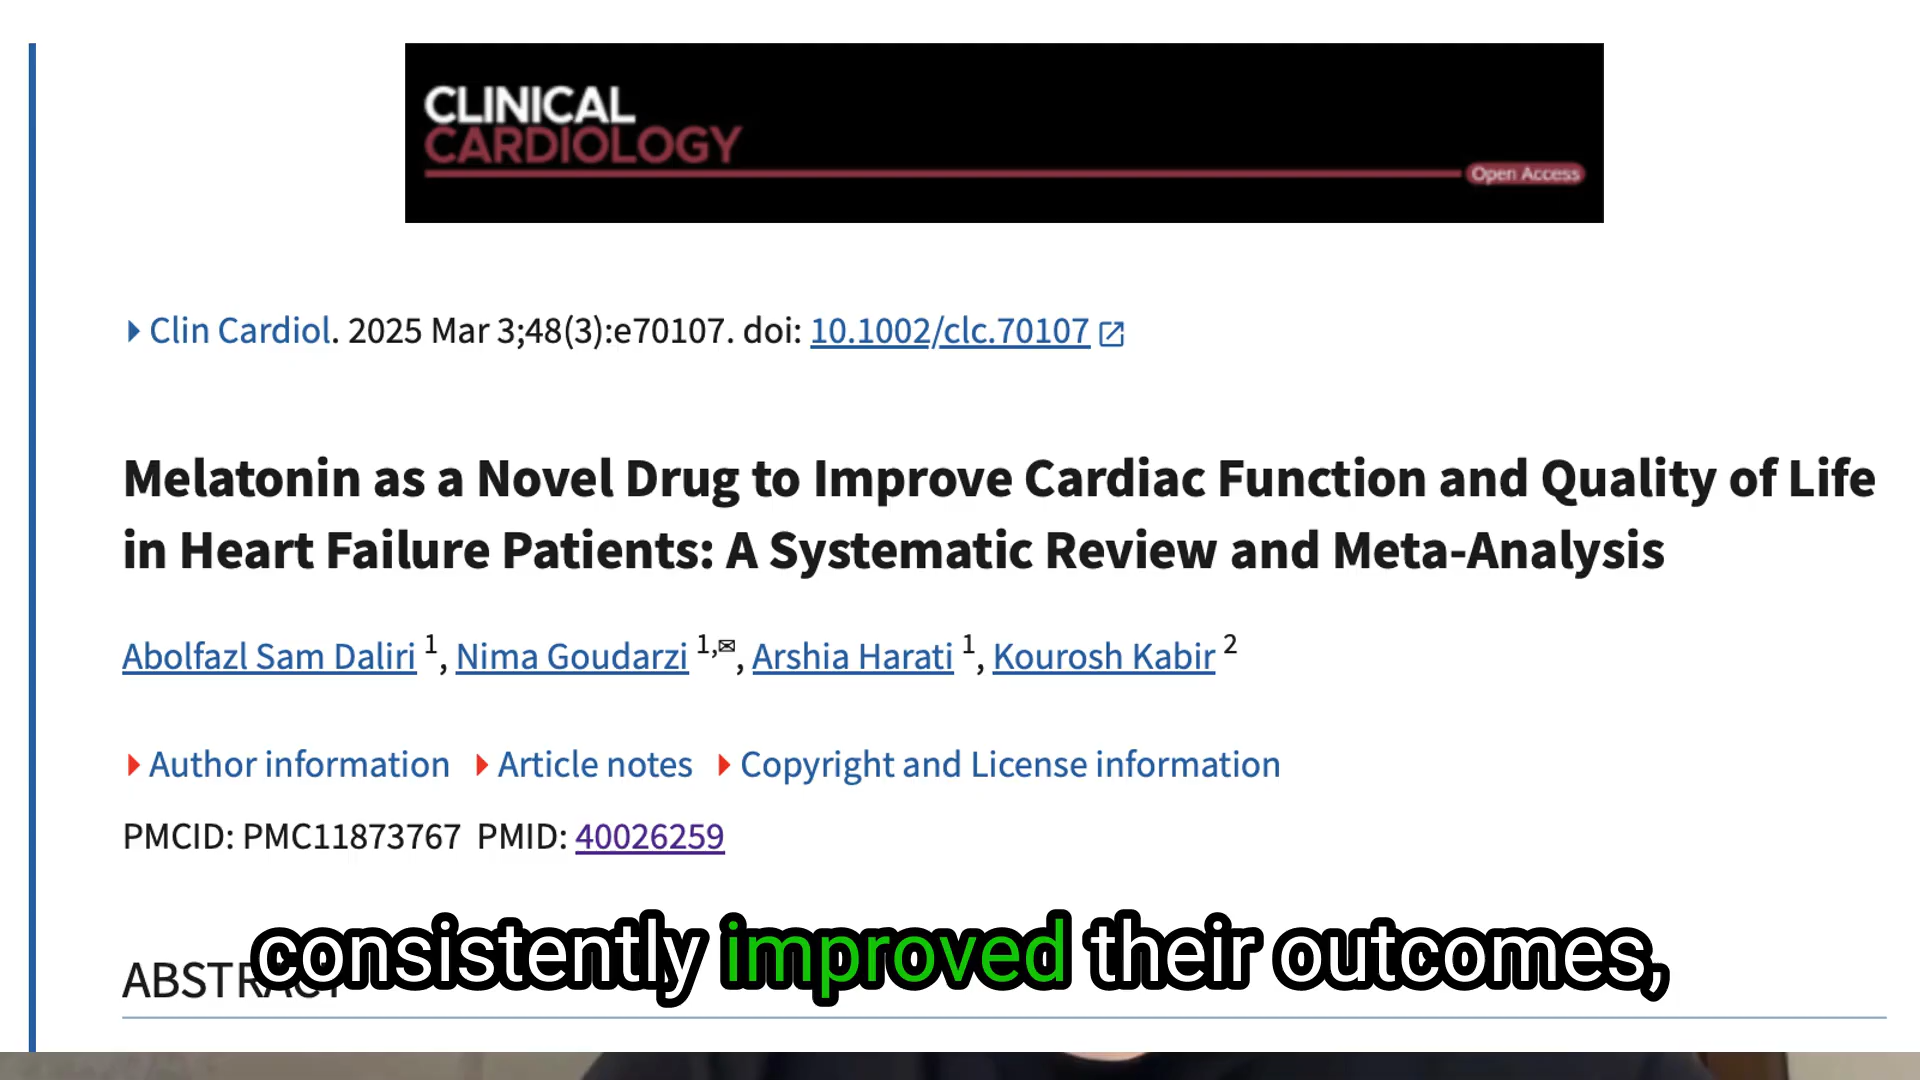 CLINICAL
CARDIOLOGY
Open Access
Clin Cardiol. 2025 Mar 3;48(3):e70107. doi: 10.1002/clc.70107
Melatonin as a Novel Drug to Improve Cardiac Function and Quality of Life
in Heart Failure Patients: A Systematic Review and Meta-Analysis
Abolfazl Sam Daliri 1, Nima Goudarzi 1,✉, Arshia Harati 1, Kourosh Kabir 2
Author information Article notes Copyright and License information
PMCID: PMC11873767 PMID: 40026259
ABSTRACT
consistently improved their outcomes,